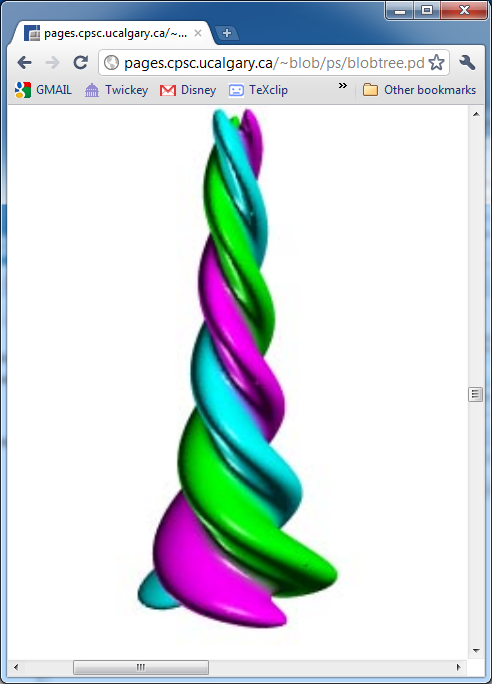 pages.cpsc.ucalgary.ca/~...
pages.cpsc.ucalgary.ca/~blob/ps/blobtree.pd
GMAIL Twickey Disney TeXclip » Other bookmarks